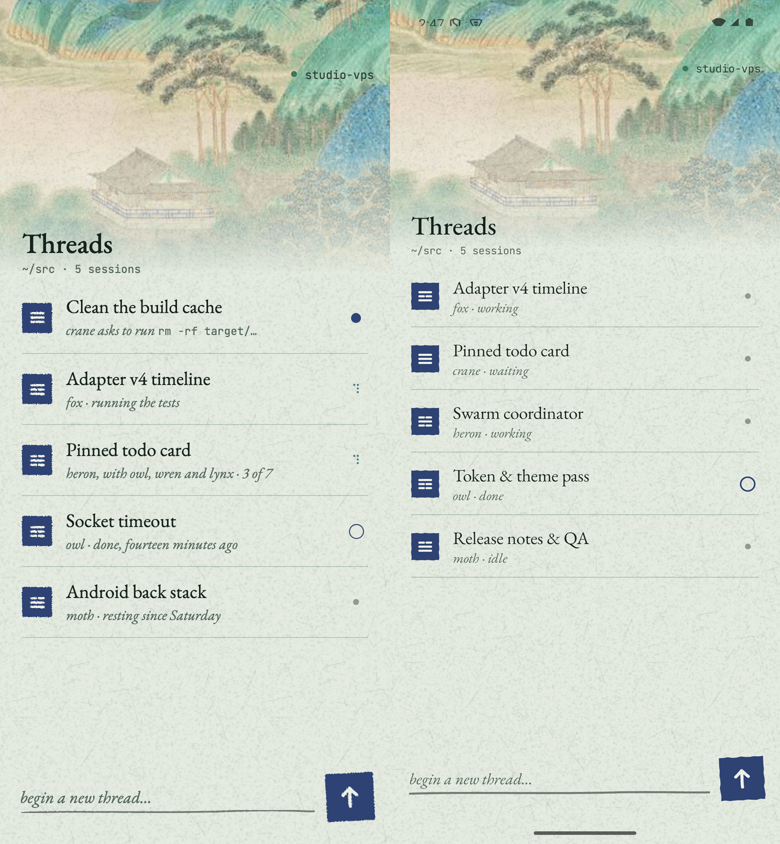 studio-vps
Threads
~/src · 5 sessions
Clean the build cache
crane asks to run rm -rf target/…
Adapter v4 timeline
fox · running the tests
Pinned todo card
heron, with owl, wren and lynx · 3 of 7
Socket timeout
owl · done, fourteen minutes ago
Android back stack
moth · resting since Saturday
begin a new thread...
2:47
studio-vps
Threads
~/src · 5 sessions
Adapter v4 timeline
fox · working
Pinned todo card
crane · waiting
Swarm coordinator
heron · working
Token & theme pass
owl · done
Release notes & QA
moth · idle
begin a new thread...